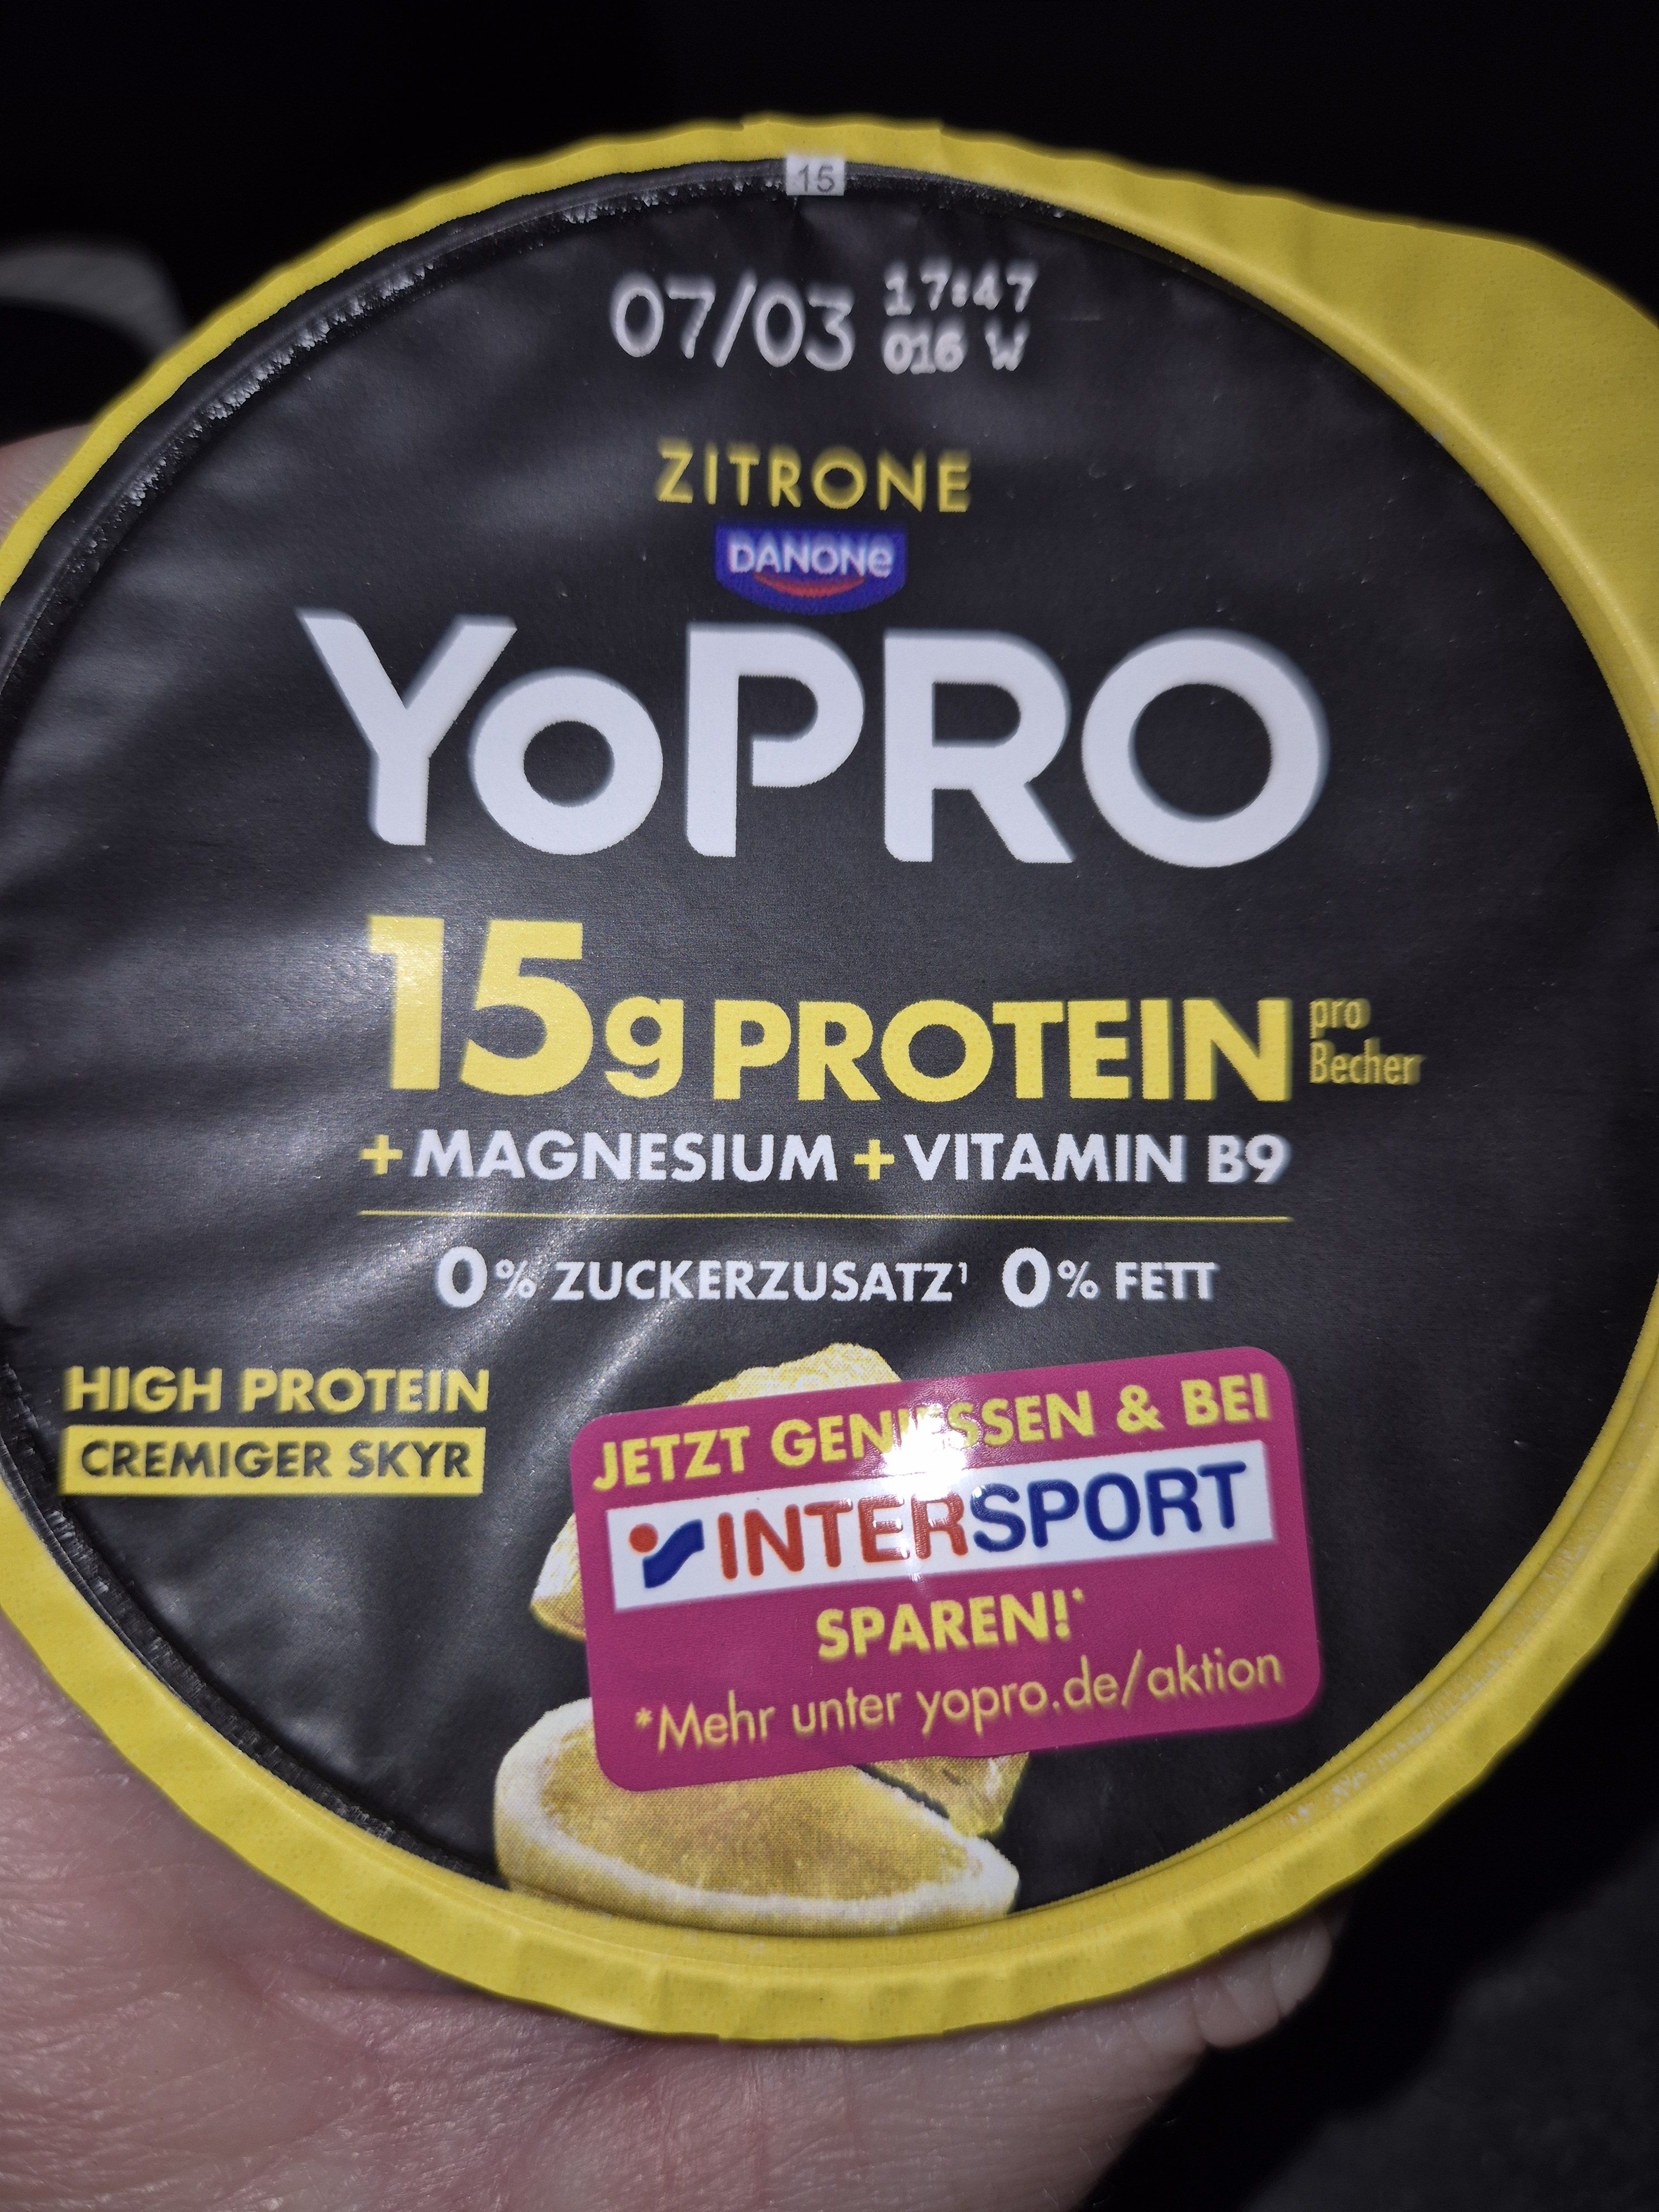 15
07/03 17:47
016 W
ZITRONE
DANONE
YoPRO
15g PROTEIN pro Becher
+MAGNESIUM +VITAMIN B9
0% ZUCKERZUSATZ¹ 0% FETT
HIGH PROTEIN
CREMIGER SKYR
JETZT GENIESSEN & BEI
INTERSPORT
SPAREN!*
*Mehr unter yopro.de/aktion